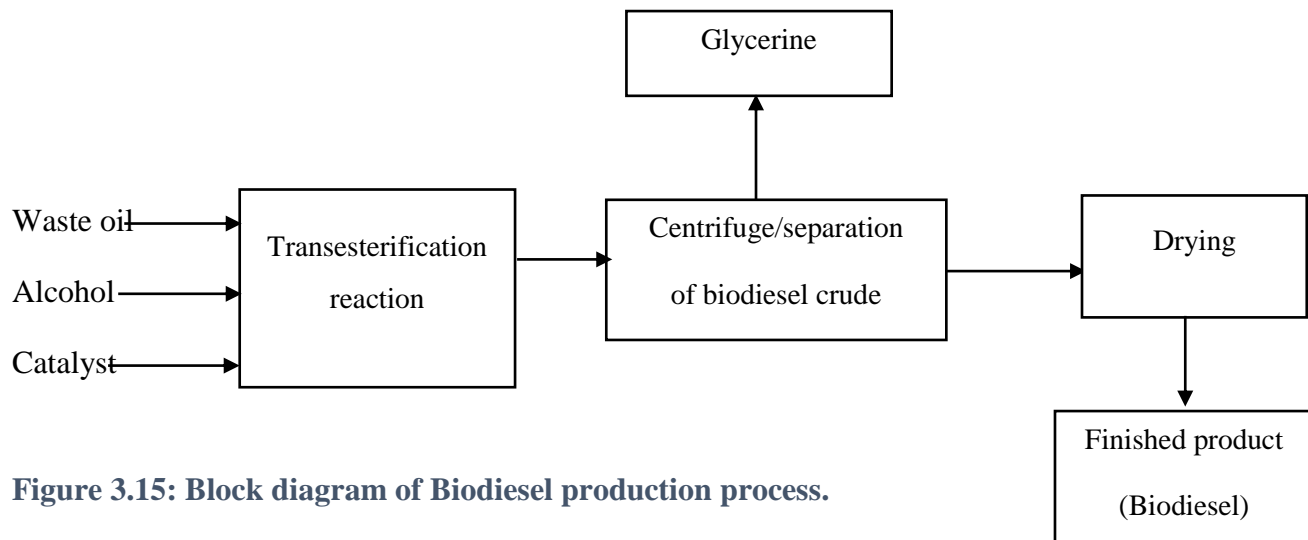 Glycerine
Waste oil
Alcohol
Catalyst
Transesterification
reaction
Centrifuge/separation
of biodiesel crude
Drying
Finished product
(Biodiesel)
Figure 3.15: Block diagram of Biodiesel production process.